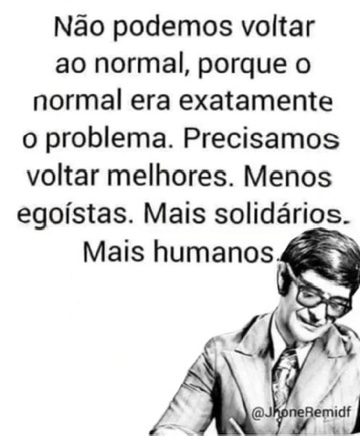 Não podemos voltar
ao normal, porque o
normal era exatamente
o problema. Precisamos
voltar melhores. Menos
egoístas. Mais solidários.
Mais humanos.
@JhoneRemidf